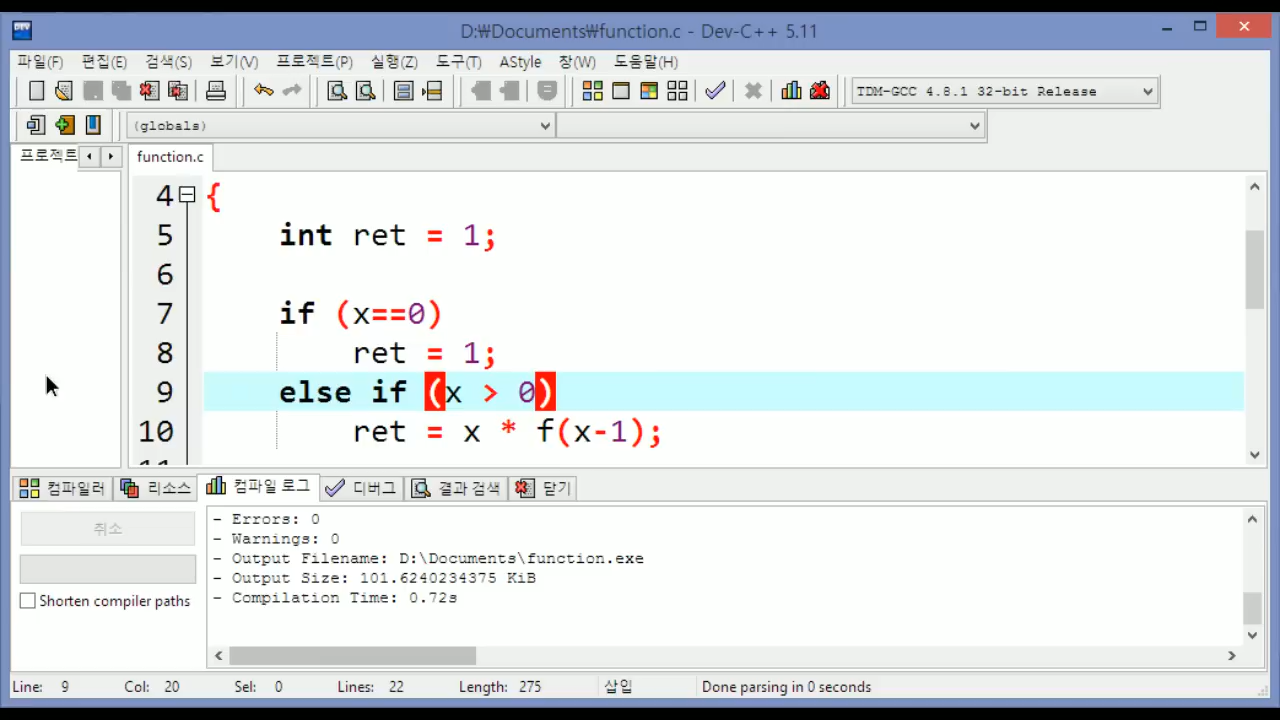 DEV
D:₩Documents₩function.c - Dev-C++ 5.11
파일(F) 편집(E) 검색(S) 보기(V) 프로젝트(P) 실행(Z) 도구(T) AStyle 창(W) 도움말(H)
TDM-GCC 4.8.1 32-bit Release
(globals)
프로젝트 function.c
4 {
5 int ret = 1;
6
7 if (x==0)
8 ret = 1;
9 else if (x > 0)
10 ret = x * f(x-1);
컴파일러 리소스 컴파일 로그 디버그 결과 검색 닫기
취소
Shorten compiler paths
- Errors: 0
- Warnings: 0
- Output Filename: D:\Documents\function.exe
- Output Size: 101.6240234375 KiB
- Compilation Time: 0.72s
Line: 9 Col: 20 Sel: 0 Lines: 22 Length: 275 삽입 Done parsing in 0 seconds